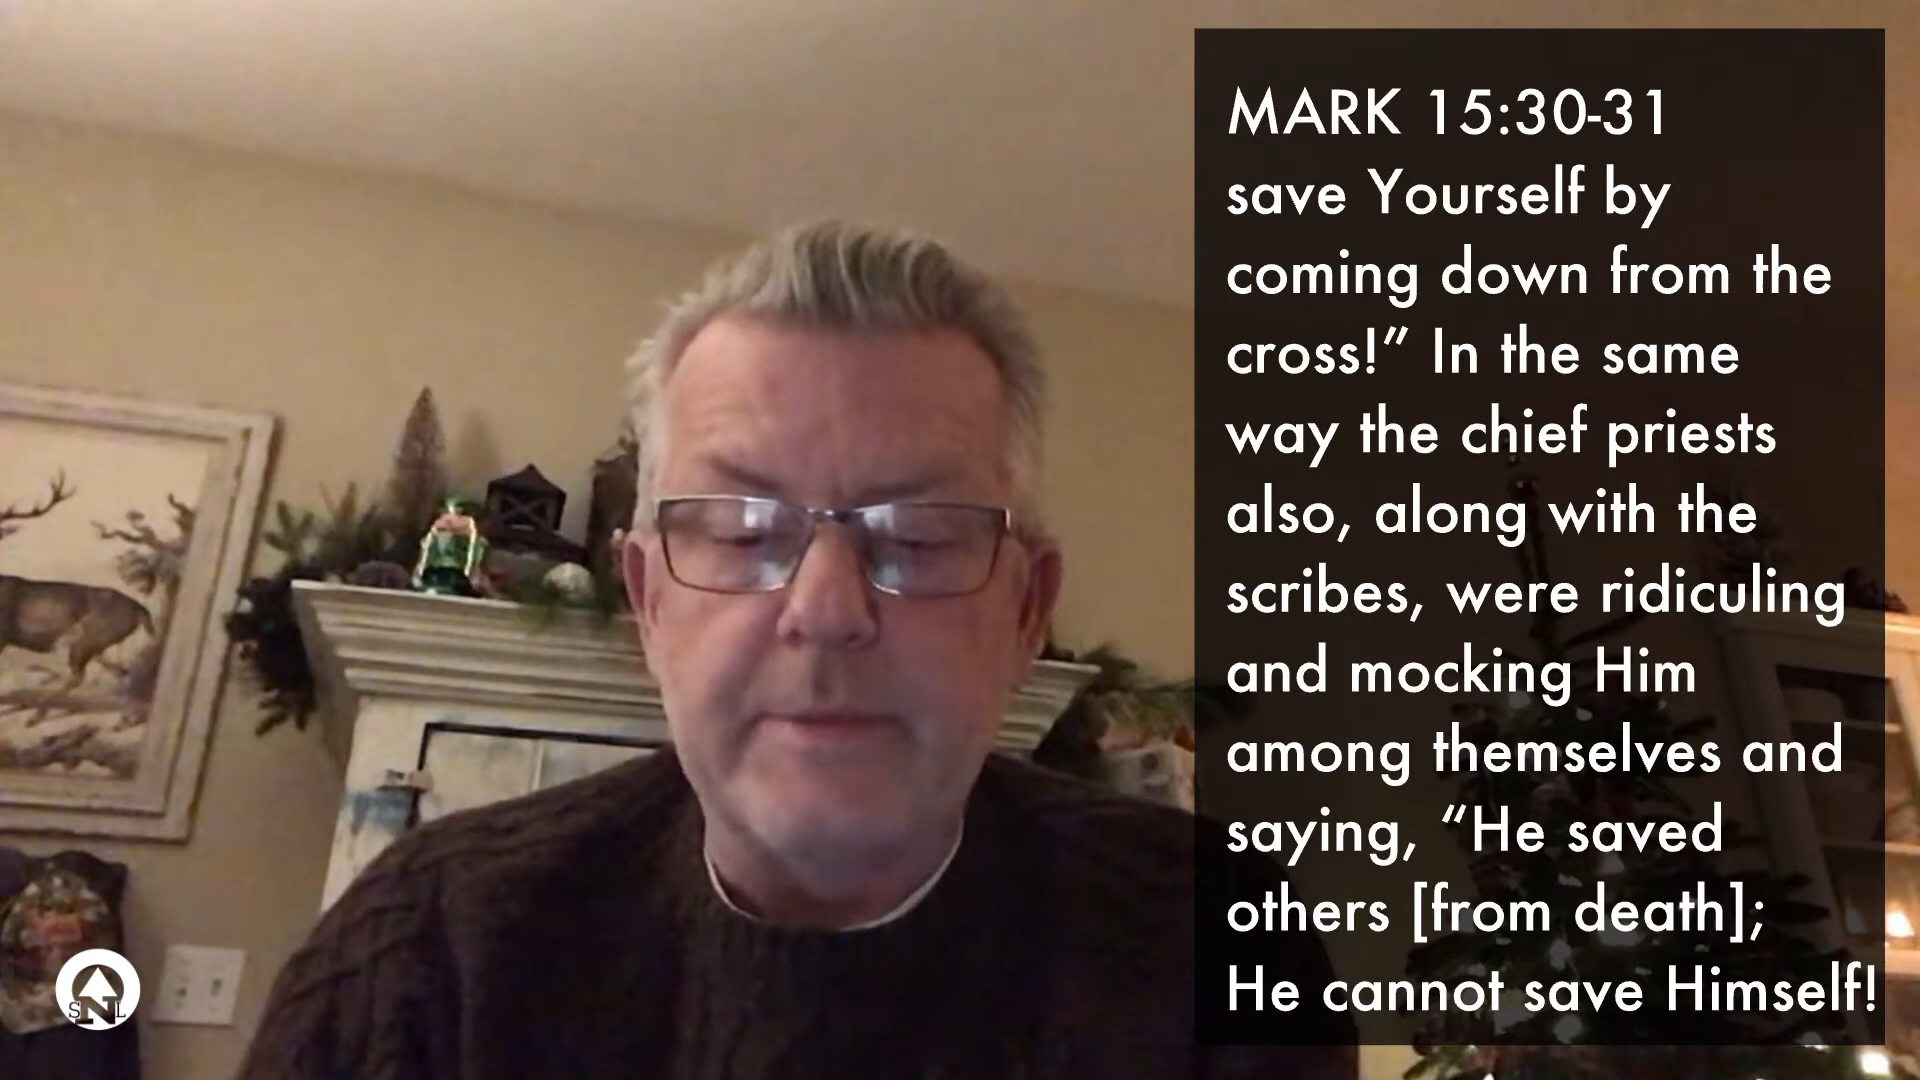 MARK 15:30-31
save Yourself by
coming down from the
cross!” In the same
way the chief priests
also, along with the
scribes, were ridiculing
and mocking Him
among themselves and
saying, “He saved
others [from death];
He cannot save Himself!
SNL